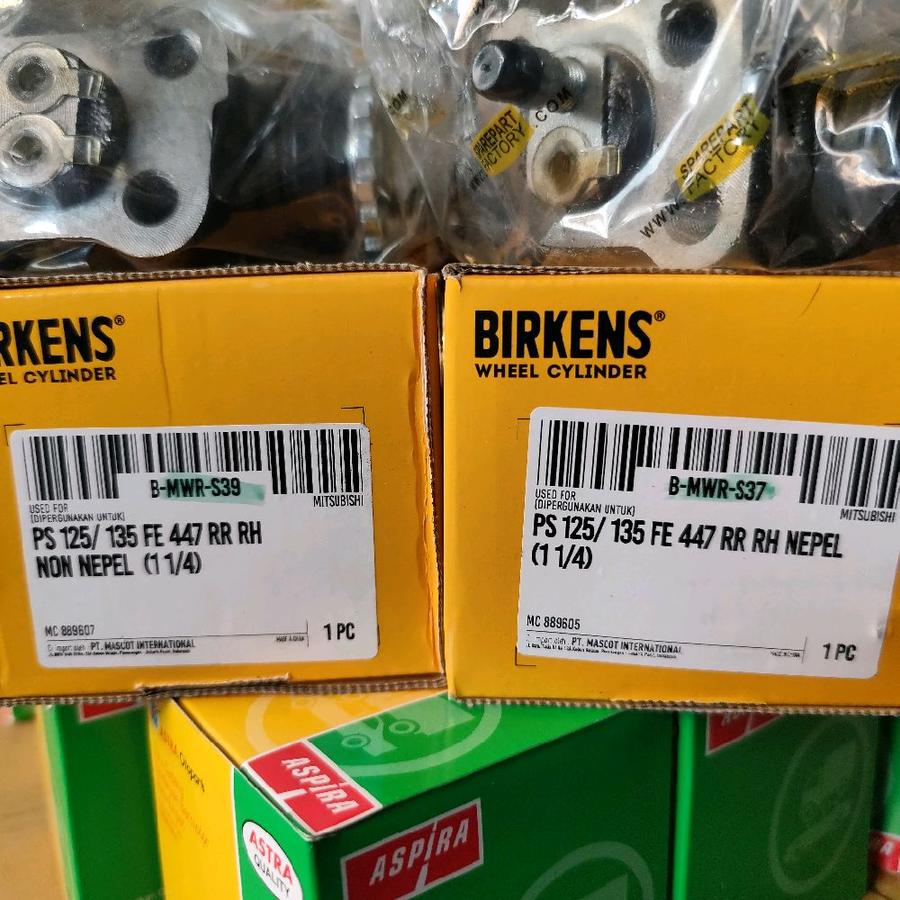 .COM
SPAREPART
FACTORY
WWW.
SPAREPART
FACTORY
RKENS®
EL CYLINDER
B-MWR-S39
USED FOR
(DIPERGUNAKAN UNTUK)
MITSUBISHI
PS 125/ 135 FE 447 RR RH
NON NEPEL (1 1/4)
MC 889607
PT. MASCOT INTERNATIONAL
1 PC
BIRKENS®
WHEEL CYLINDER
B-MWR-S37
USED FOR
(DIPERGUNAKAN UNTUK)
MITSUBISHI
PS 125/ 135 FE 447 RR RH NEPEL
(1 1/4)
MC 889605
PT. MASCOT INTERNATIONAL
1 PC
ASPIRA
ASPIRA
ASTRA
QUALITY
ASPIRA